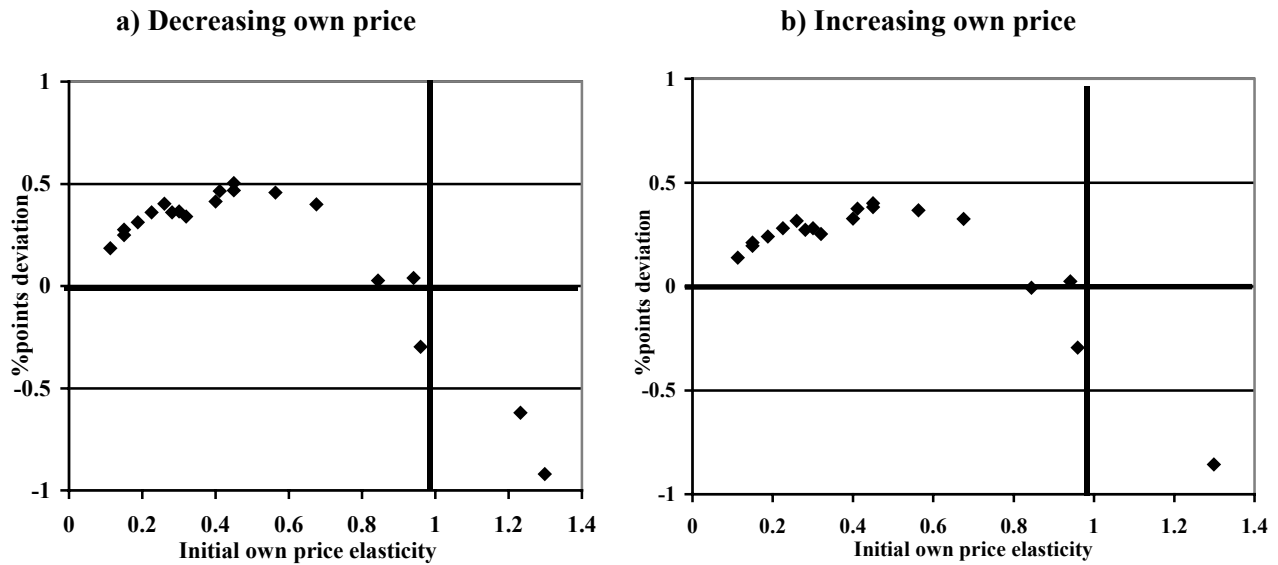 a) Decreasing own price
1
0.5
0
-0.5
-1
%points deviation
0 0.2 0.4 0.6 0.8 1 1.2 1.4
Initial own price elasticity
b) Increasing own price
1
0.5
0
-0.5
-1
%points deviation
0 0.2 0.4 0.6 0.8 1 1.2 1.4
Initial own price elasticity